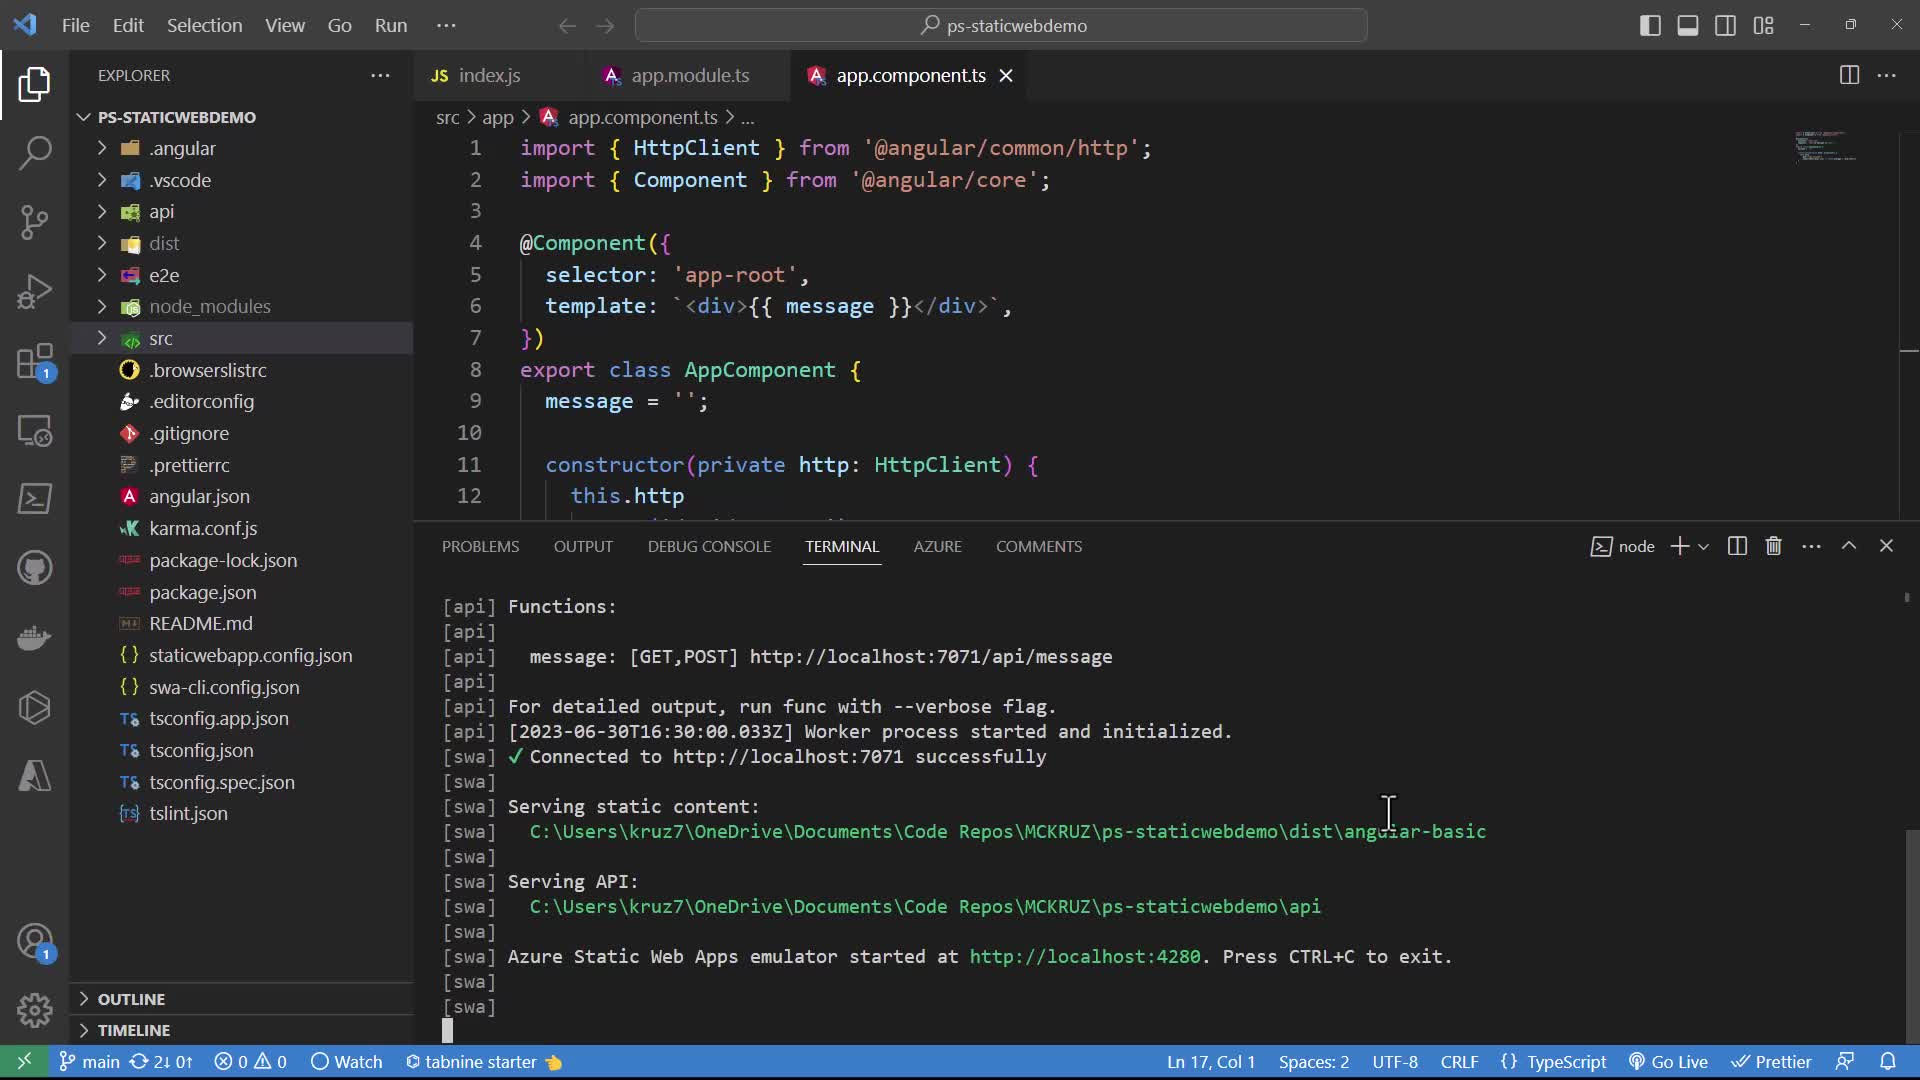 File Edit Selection View Go Run ···
ps-staticwebdemo
EXPLORER ···
PS-STATICWEBDEMO
.angular
.vscode
api
dist
e2e
node_modules
src
.browserslistrc
.editorconfig
.gitignore
.prettierrc
angular.json
karma.conf.js
package-lock.json
package.json
README.md
staticwebapp.config.json
swa-cli.config.json
tsconfig.app.json
tsconfig.json
tsconfig.spec.json
tslint.json
OUTLINE
TIMELINE
JS index.js app.module.ts app.component.ts
src > app > app.component.ts > ...
1 import { HttpClient } from '@angular/common/http';
2 import { Component } from '@angular/core';
3
4 @Component({
5 selector: 'app-root',
6 template: `<div>{{ message }}</div>`,
7 })
8 export class AppComponent {
9 message = '';
10
11 constructor(private http: HttpClient) {
12 this.http
PROBLEMS OUTPUT DEBUG CONSOLE TERMINAL AZURE COMMENTS node
[api] Functions:
[api]
[api] message: [GET,POST] http://localhost:7071/api/message
[api]
[api] For detailed output, run func with --verbose flag.
[api] [2023-06-30T16:30:00.033Z] Worker process started and initialized.
[swa] ✓ Connected to http://localhost:7071 successfully
[swa]
[swa] Serving static content:
[swa] C:\Users\kruz7\OneDrive\Documents\Code Repos\MCKRUZ\ps-staticwebdemo\dist\angular-basic
[swa]
[swa] Serving API:
[swa] C:\Users\kruz7\OneDrive\Documents\Code Repos\MCKRUZ\ps-staticwebdemo\api
[swa]
[swa] Azure Static Web Apps emulator started at http://localhost:4280. Press CTRL+C to exit.
[swa]
[swa]
main 2↓ 0↑ 0 0 Watch tabnine starter 👈 Ln 17, Col 1 Spaces: 2 UTF-8 CRLF {} TypeScript Go Live Prettier